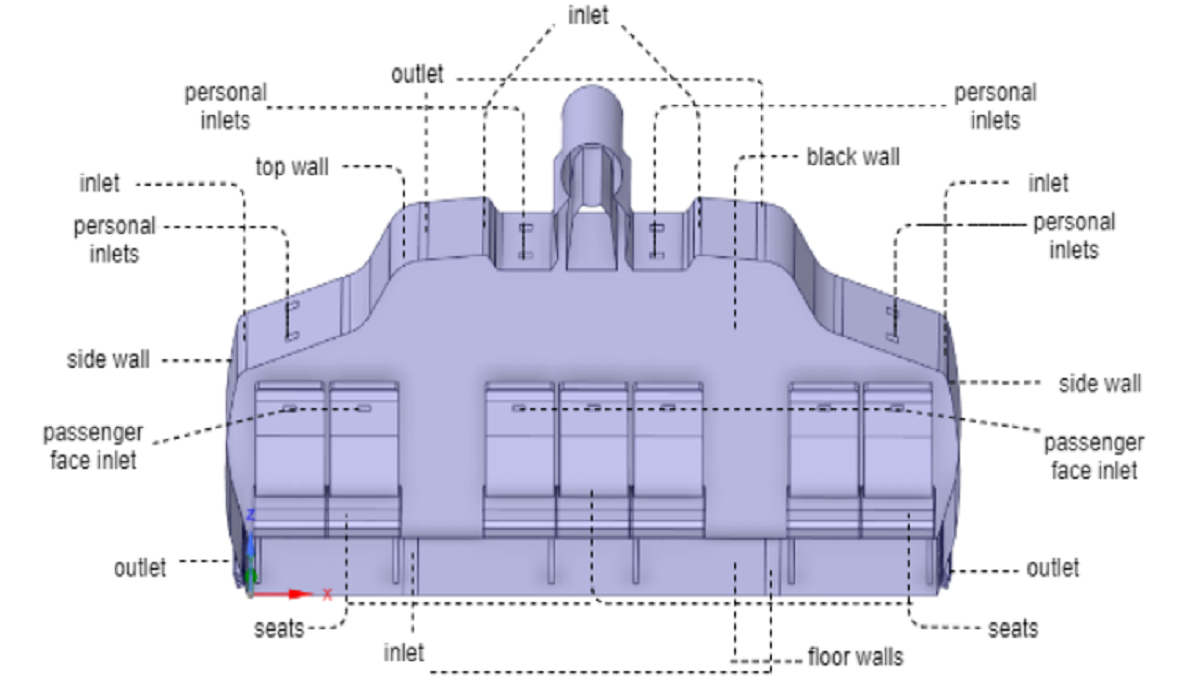 inlet
outlet
personal
inlets
personal
inlets
top wall
black wall
inlet
inlet
personal
inlets
personal
inlets
side wall
side wall
passenger
face inlet
passenger
face inlet
z
outlet
outlet
x
seats
seats
inlet
floor walls